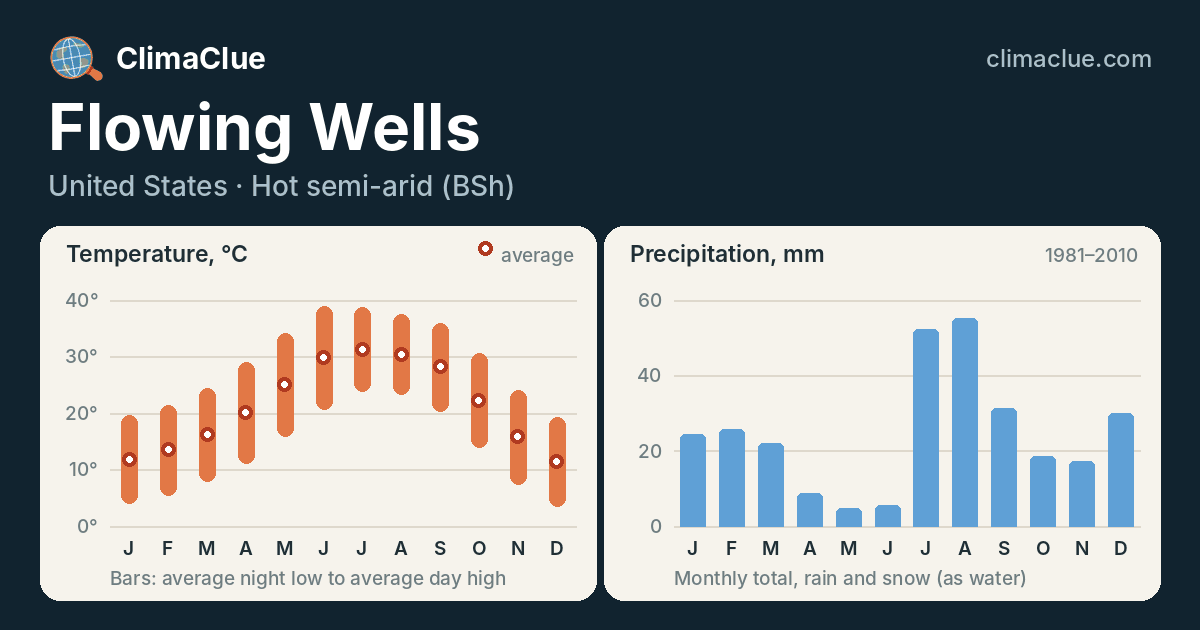 ClimaClue
climaclue.com
Flowing Wells
United States · Hot semi-arid (BSh)
Temperature, °C
average
40°
30°
20°
10°
0°
J F M A M J J A S O N D
Bars: average night low to average day high
Precipitation, mm
1981–2010
60
40
20
0
J F M A M J J A S O N D
Monthly total, rain and snow (as water)